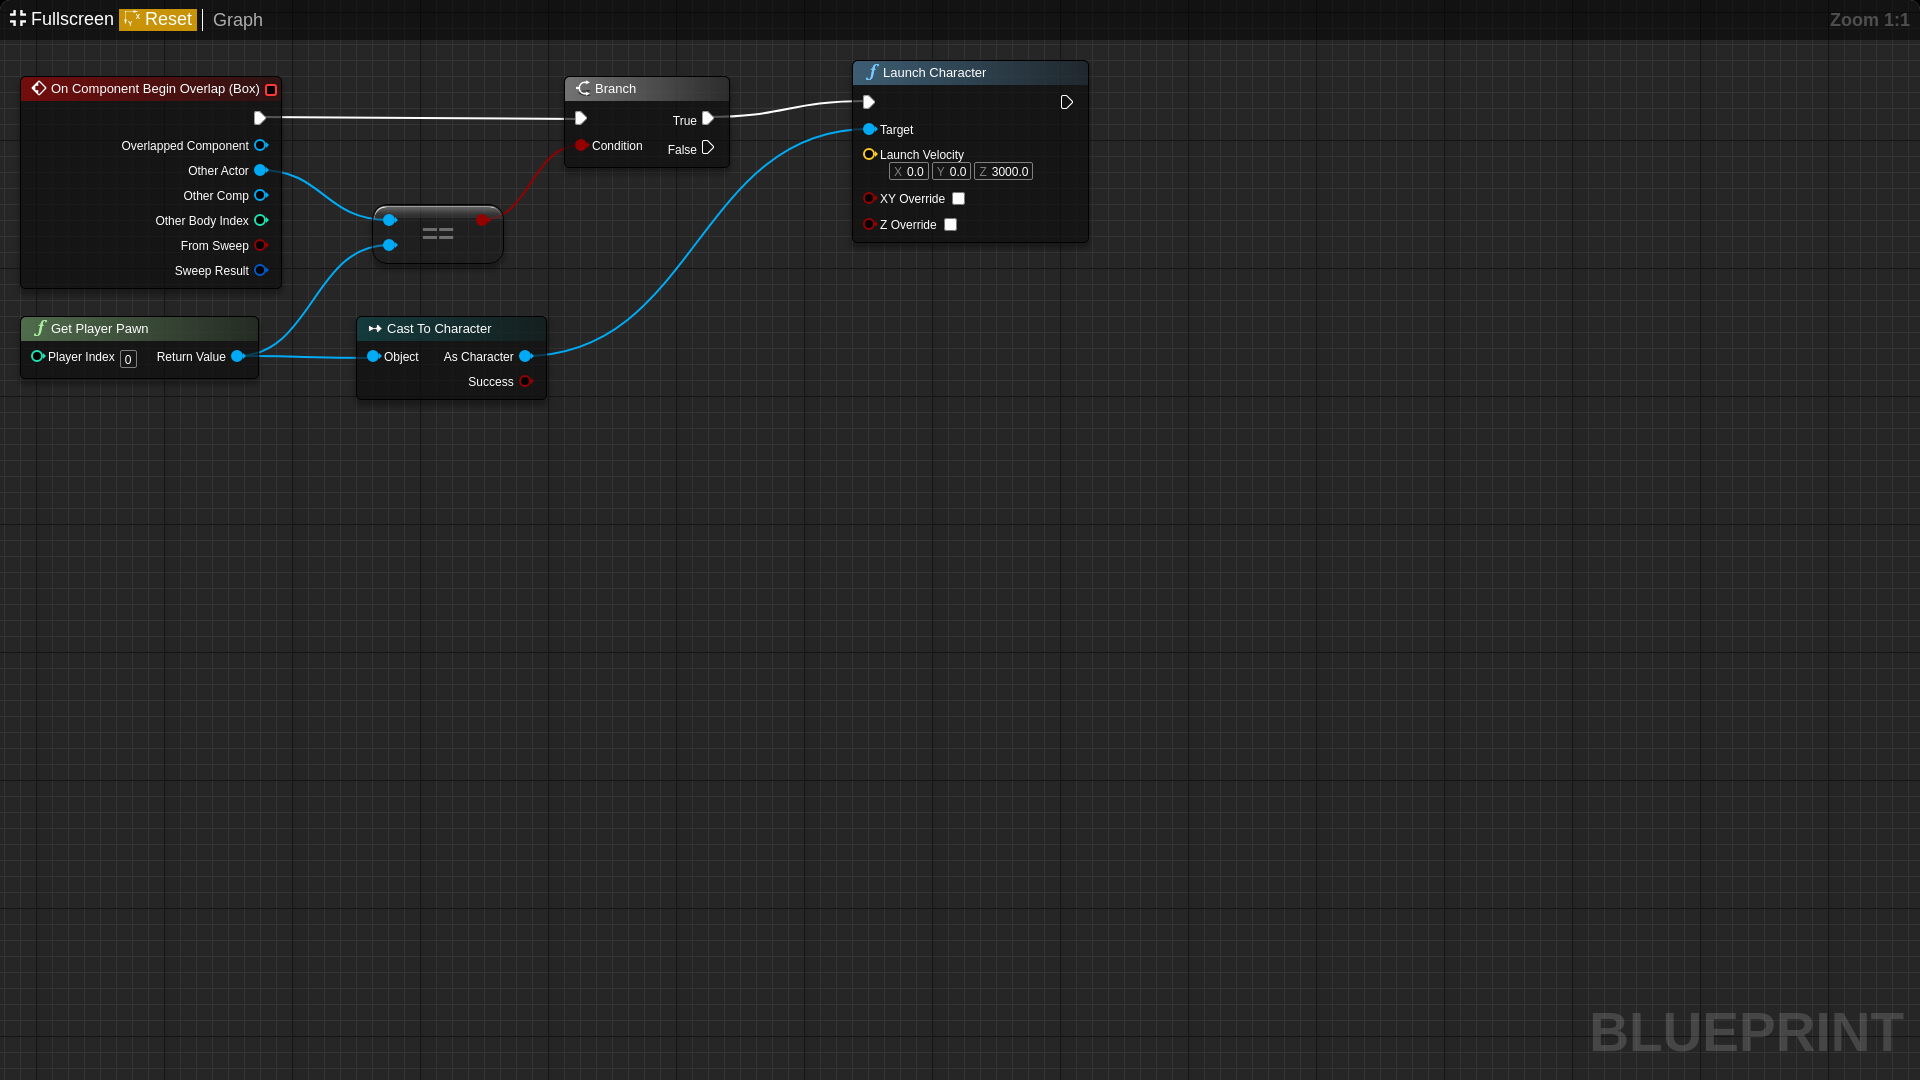 Fullscreen Reset Graph
Zoom 1:1
On Component Begin Overlap (Box)
Overlapped Component
Other Actor
Other Comp
Other Body Index
From Sweep
Sweep Result
Get Player Pawn
Player Index 0 Return Value
==
Cast To Character
Object As Character
Success
Branch
True
Condition
False
Launch Character
Target
Launch Velocity
X 0.0 Y 0.0 Z 3000.0
XY Override
Z Override
BLUEPRINT